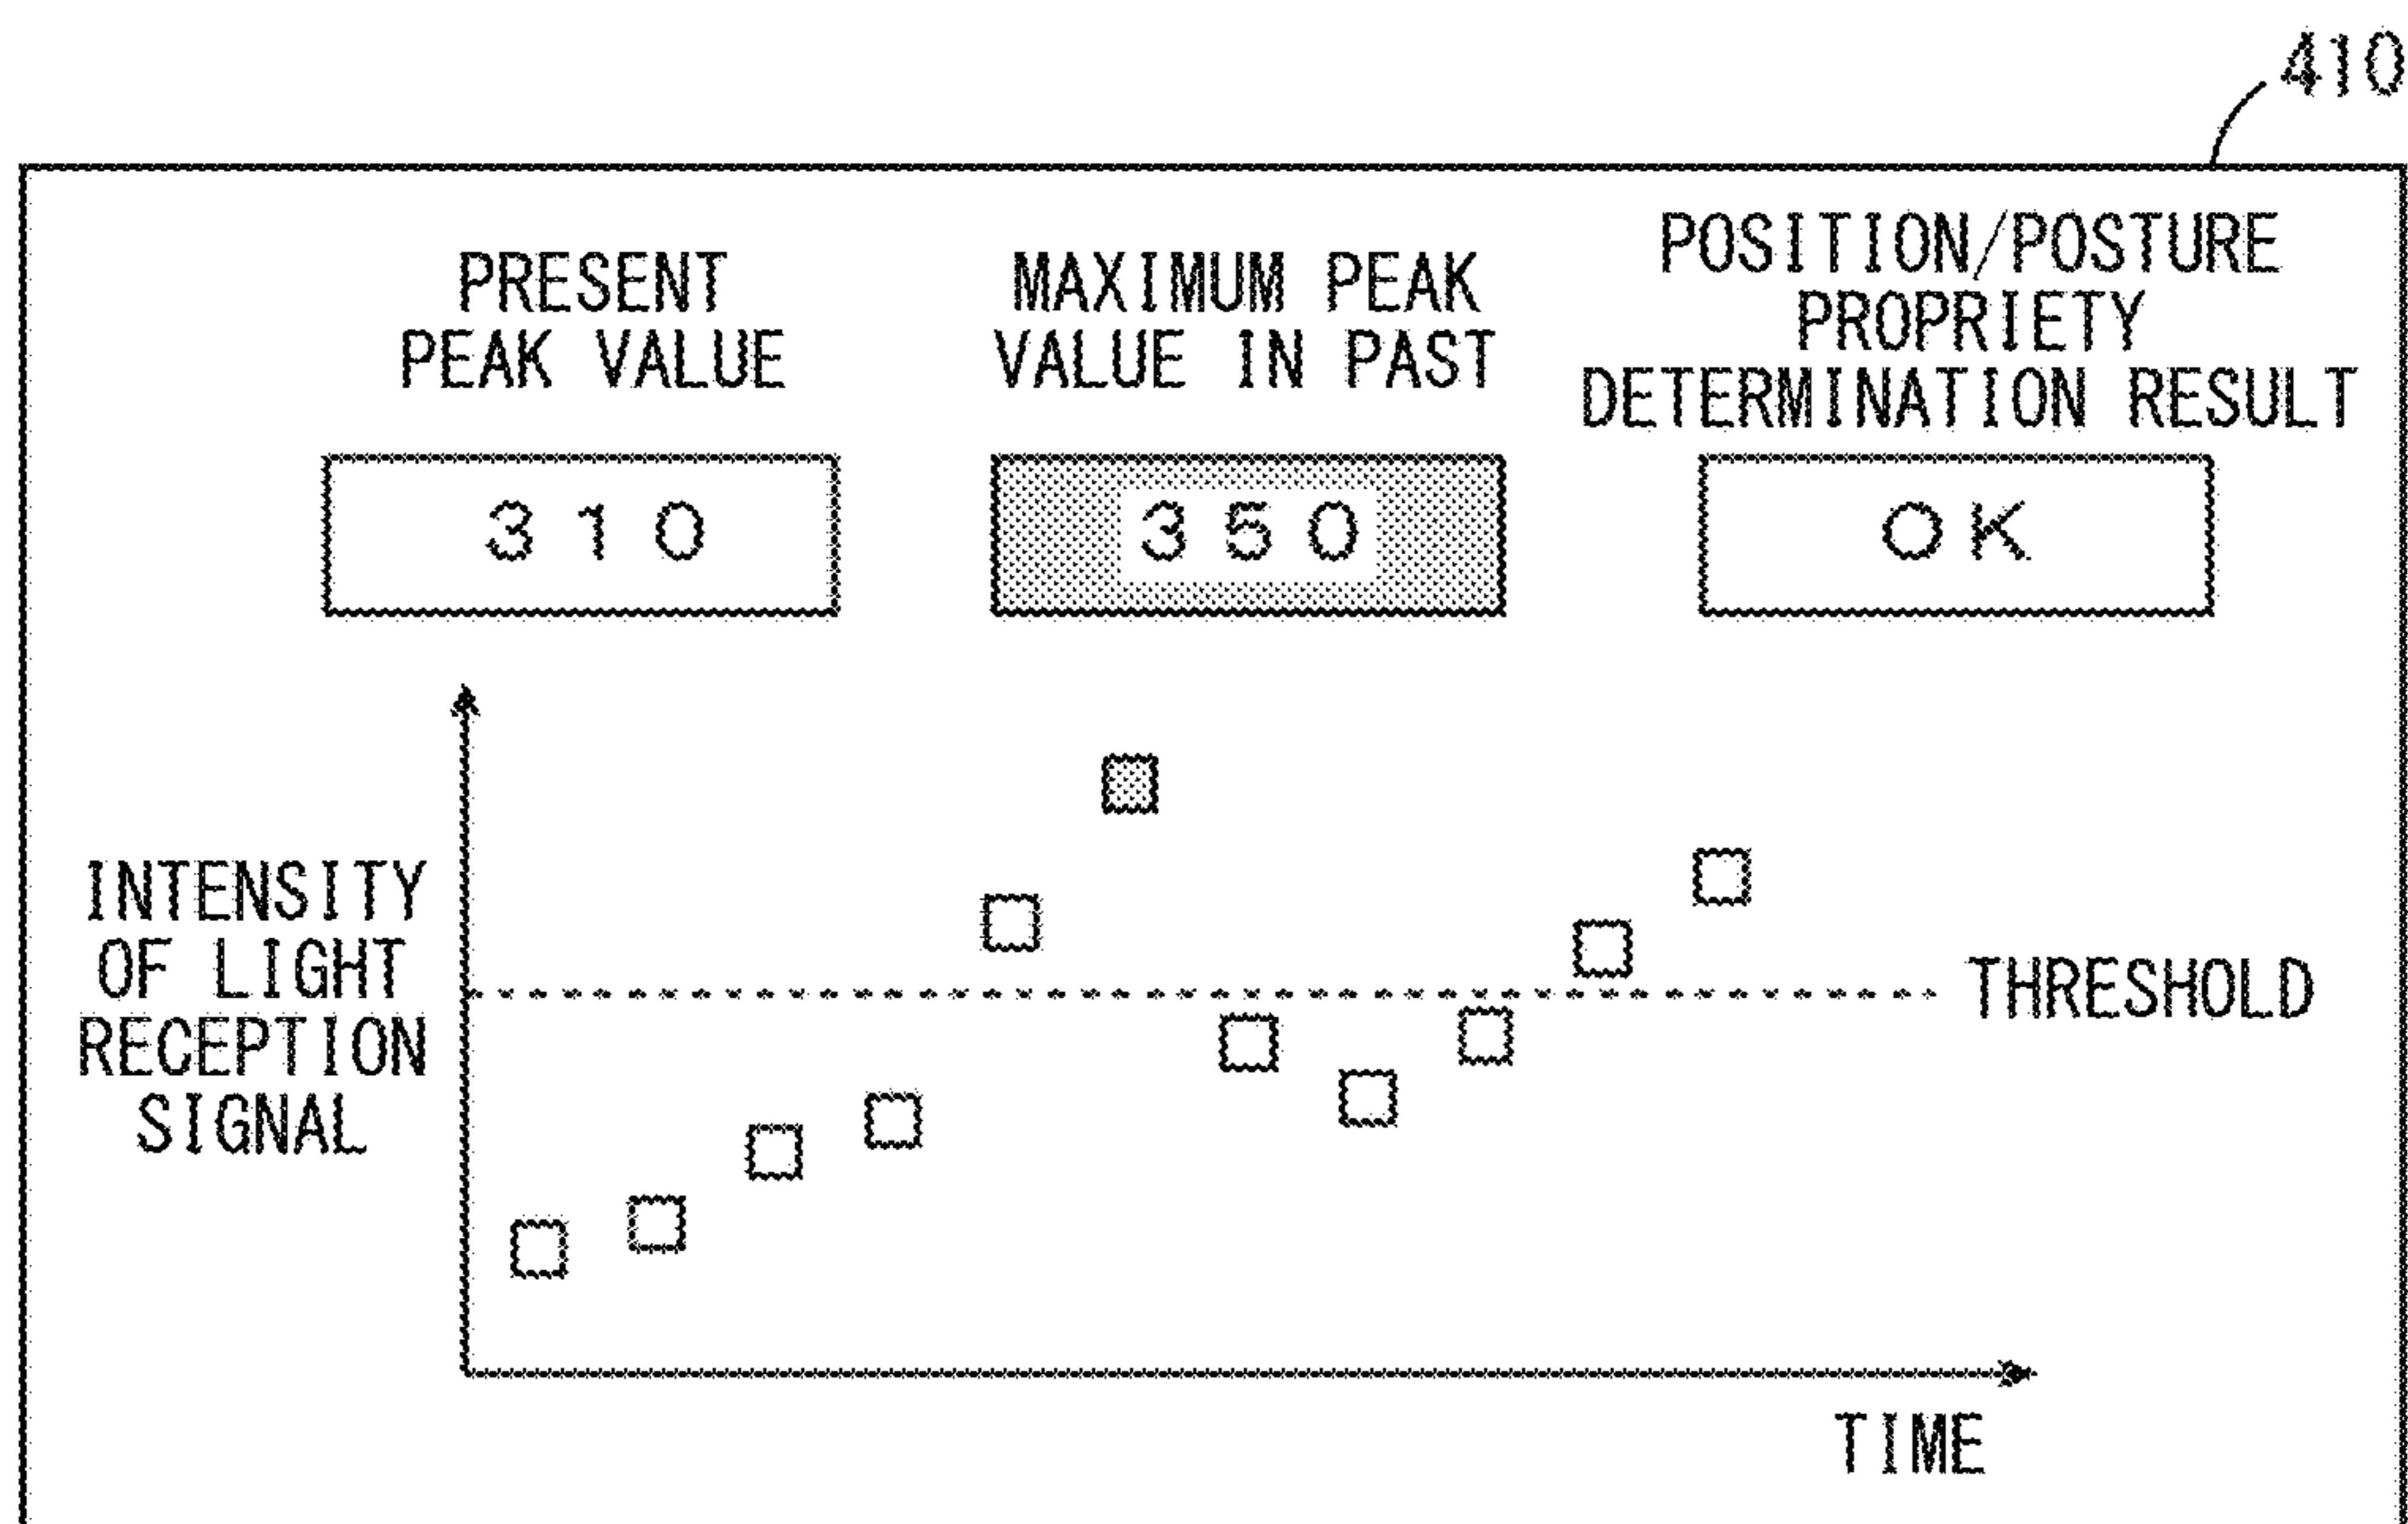 410
PRESENT
PEAK VALUE
MAXIMUM PEAK
VALUE IN PAST
POSITION/POSTURE
PROPRIETY
DETERMINATION RESULT
310
350
OK
INTENSITY
OF LIGHT
RECEPTION
SIGNAL
THRESHOLD
TIME